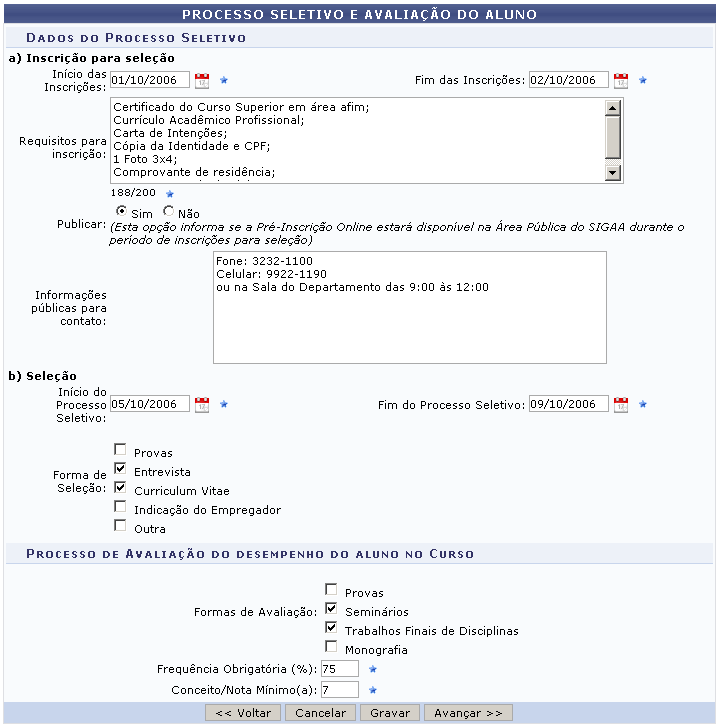 PROCESSO SELETIVO E AVALIAÇÃO DO ALUNO
DADOS DO PROCESSO SELETIVO
a) Inscrição para seleção
Início das Inscrições: 01/10/2006 Fim das Inscrições: 02/10/2006
Requisitos para inscrição:
Certificado do Curso Superior em área afim;
Currículo Acadêmico Profissional;
Carta de Intenções;
Cópia da Identidade e CPF;
1 Foto 3x4;
Comprovante de residência;
188/200
Publicar: Sim Não
(Esta opção informa se a Pré-Inscrição Online estará disponível na Área Pública do SIGAA durante o
período de inscrições para seleção)
Informações públicas para contato:
Fone: 3232-1100
Celular: 9922-1190
ou na Sala do Departamento das 9:00 às 12:00
b) Seleção
Início do Processo Seletivo: 05/10/2006 Fim do Processo Seletivo: 09/10/2006
Forma de Seleção:
Provas
Entrevista
Curriculum Vitae
Indicação do Empregador
Outra
PROCESSO DE AVALIAÇÃO DO DESEMPENHO DO ALUNO NO CURSO
Formas de Avaliação:
Provas
Seminários
Trabalhos Finais de Disciplinas
Monografia
Frequência Obrigatória (%): 75
Conceito/Nota Mínimo(a): 7
<< Voltar Cancelar Gravar Avançar >>